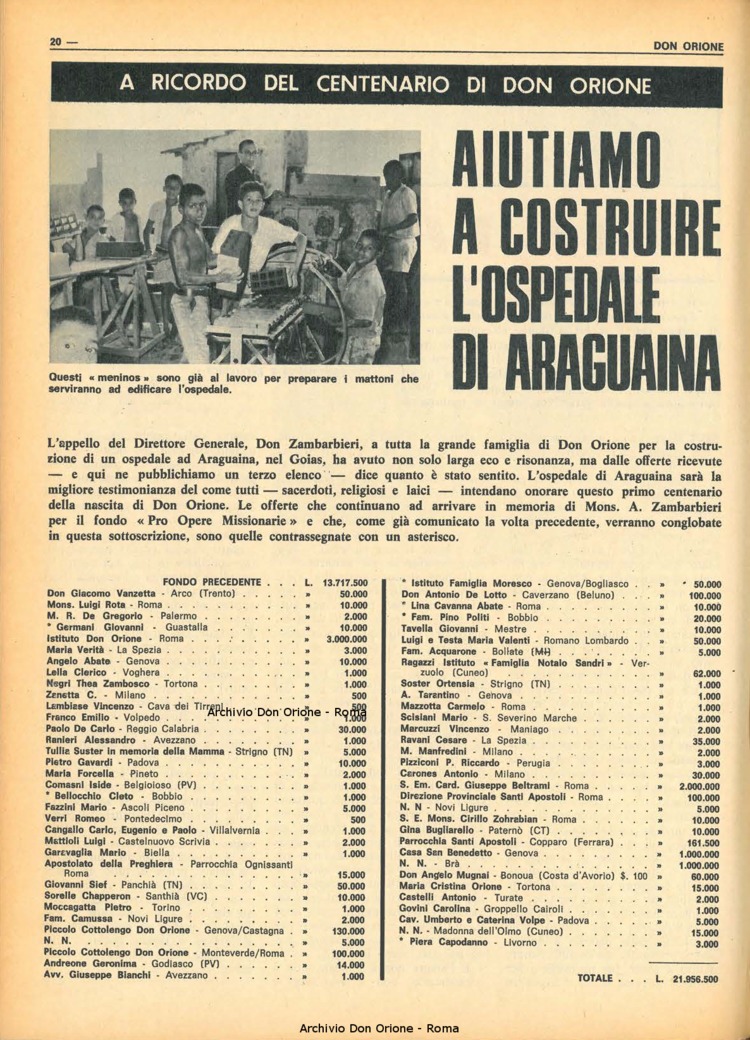 20 —
DON ORIONE
A RICORDO DEL CENTENARIO DI DON ORIONE
AIUTIAMO
A COSTRUIRE
L'OSPEDALE
DI ARAGUAINA
Questi « meninos » sono già al lavoro per preparare i mattoni che
serviranno ad edificare l'ospedale.
L'appello del Direttore Generale, Don Zambarbieri, a tutta la grande famiglia di Don Orione per la costru-
zione di un ospedale ad Araguaina, nel Goias, ha avuto non solo larga eco e risonanza, ma dalle offerte ricevute
— e qui ne pubblichiamo un terzo elenco — dice quanto è stato sentito. L'ospedale di Araguaina sarà la
migliore testimonianza del come tutti — sacerdoti, religiosi e laici — intendano onorare questo primo centenario
della nascita di Don Orione. Le offerte che continuano ad arrivare in memoria di Mons. A. Zambarbieri
per il fondo « Pro Opere Missionarie » e che, come già comunicato la volta precedente, verranno conglobate
in questa sottoscrizione, sono quelle contrassegnate con un asterisco.
FONDO PRECEDENTE . . . L. 13.717.500
Don Giacomo Vanzetta - Arco (Trento) . . . . . » 50.000
Mons. Luigi Rota - Roma . . . . . » 10.000
M. R. De Gregorio - Palermo . . . . . » 2.000
* Germani Giovanni - Guastalla . . . . . » 10.000
Istituto Don Orione - Roma . . . . . » 3.000.000
Maria Verità - La Spezia . . . . . » 3.000
Angelo Abate - Genova . . . . . » 10.000
Lella Clerico - Voghera . . . . . » 1.000
Negri Thea Zambosco - Tortona . . . . . » 1.000
Zenetta C. - Milano . . . . . » 500
Lambiase Vincenzo - Cava dei Tirreni . . . » 500
Archivio Don Orione - Roma
Franco Emilio - Volpedo . . . . . » 1.000
Paolo De Carlo - Reggio Calabria . . . . . » 30.000
Ranieri Alessandro - Avezzano . . . . . » 1.000
Tullia Suster in memoria della Mamma - Strigno (TN) » 5.000
Pietro Gavardi - Padova . . . . . » 10.000
Maria Forcella - Pineto . . . . . » 2.000
Comasni Iside - Belgioioso (PV) . . . . . » 1.000
* Bellocchio Cleto - Bobbio . . . . . » 1.000
Fazzini Mario - Ascoli Piceno . . . . . » 5.000
Verri Romeo - Pontedecimo . . . . . » 500
Cangallo Carlo, Eugenio e Paolo - Villalvernia . . » 1.000
Mattioli Luigi - Castelnuovo Scrivia . . . . . » 2.000
Garavaglia Mario - Biella . . . . . » 1.000
Apostolato della Preghiera - Parrocchia Ognissanti
Roma . . . . . » 15.000
Giovanni Sief - Panchià (TN) . . . . . » 50.000
Sorelle Chapperon - Santhià (VC) . . . . . » 10.000
Moccagatta Pietro - Torino . . . . . » 1.000
Fam. Camussa - Novi Ligure . . . . . » 2.000
Piccolo Cottolengo Don Orione - Genova/Castagna . » 130.000
N. N. . . . . . » 5.000
Piccolo Cottolengo Don Orione - Monteverde/Roma . » 100.000
Andreone Geronima - Godiasco (PV) . . . . . » 14.000
Avv. Giuseppe Bianchi - Avezzano . . . . . » 1.000
* Istituto Famiglia Moresco - Genova/Bogliasco . . » 50.000
Don Antonio De Lotto - Caverzano (Beluno) . . . » 100.000
* Lina Cavanna Abate - Roma . . . . . » 10.000
* Fam. Pino Politi - Bobbio . . . . . » 20.000
Tavella Giovanni - Mestre . . . . . » 10.000
Luigi e Testa Maria Valenti - Romano Lombardo . . » 50.000
Fam. Acquarone - Bollate (MI) . . . . . » 5.000
Ragazzi Istituto « Famiglia Notaio Sandri » - Ver-
zuolo (Cuneo) . . . . . » 62.000
Soster Ortensia - Strigno (TN) . . . . . » 1.000
A. Tarantino - Genova . . . . . » 1.000
Mazzotta Carmelo - Roma . . . . . » 1.000
Scisiani Mario - S. Severino Marche . . . . . » 2.000
Marcuzzi Vincenzo - Maniago . . . . . » 2.000
Ravani Cesare - La Spezia . . . . . » 35.000
M. Manfredini - Milano . . . . . » 2.000
Pizziconi P. Riccardo - Perugia . . . . . » 3.000
Carones Antonio - Milano . . . . . » 30.000
S. Em. Card. Giuseppe Beltrami - Roma . . . . » 2.000.000
Direzione Provinciale Santi Apostoli - Roma . . . » 100.000
N. N - Novi Ligure . . . . . » 5.000
S. E. Mons. Cirillo Zohrabian - Roma . . . . . » 10.000
Gina Bugliarello - Paternò (CT) . . . . . » 10.000
Parrocchia Santi Apostoli - Copparo (Ferrara) . . » 161.500
Casa San Benedetto - Genova . . . . . » 1.000.000
N. N. - Brà . . . . . » 1.000.000
Don Angelo Mugnai - Bonoua (Costa d'Avorio) $. 100 » 60.000
Maria Cristina Orione - Tortona . . . . . » 15.000
Castelli Antonio - Turate . . . . . » 2.000
Govini Carolina - Groppello Cairoli . . . . . » 1.000
Cav. Umberto e Caterina Volpe - Padova . . . . » 5.000
N. N. - Madonna dell'Olmo (Cuneo) . . . . . » 15.000
* Piera Capodanno - Livorno . . . . . » 3.000
TOTALE . . . L. 21.956.500
Archivio Don Orione - Roma